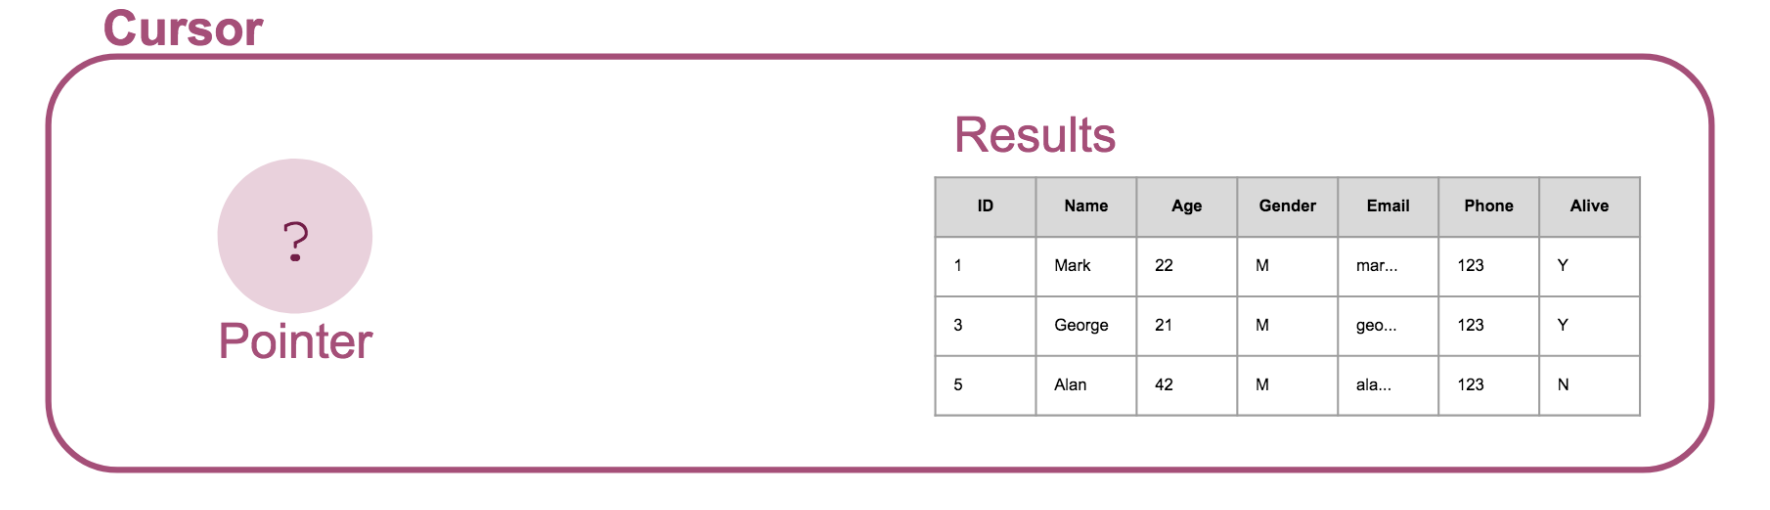 Cursor
Results
?
Pointer
ID Name Age Gender Email Phone Alive
1 Mark 22 M mar... 123 Y
3 George 21 M geo... 123 Y
5 Alan 42 M ala... 123 N